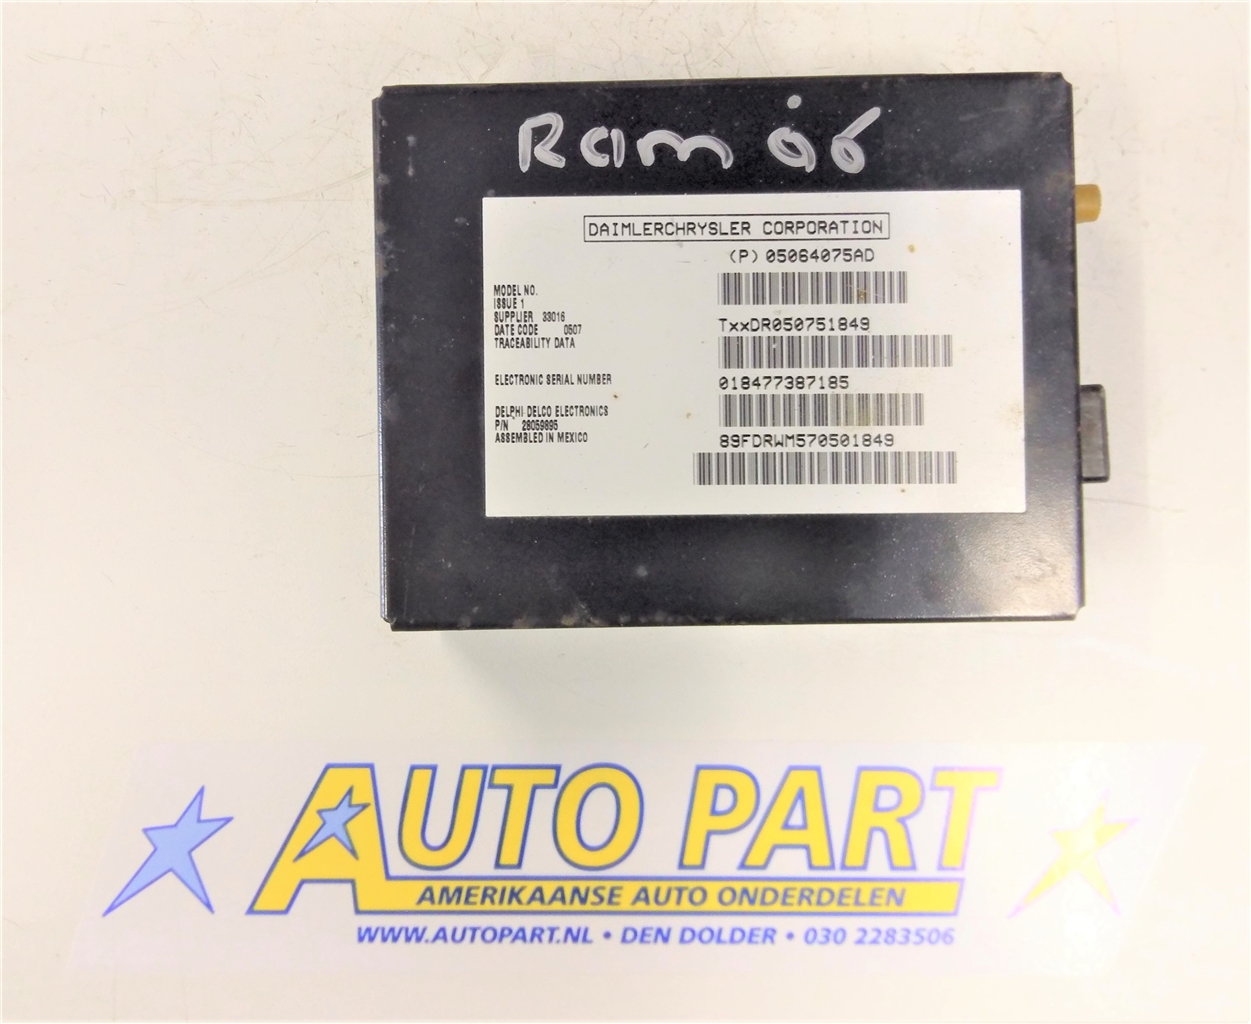 Ram 06
DAIMLERCHRYSLER CORPORATION
(P) 05064075AD
MODEL NO.
ISSUE 1
SUPPLIER 33016
DATE CODE 0507
TRACEABILITY DATA
TxxDR050751849
ELECTRONIC SERIAL NUMBER
018477387185
DELPHI DELCO ELECTRONICS
P/N 28059895
ASSEMBLED IN MEXICO
89FDRWM570501849
AUTO PART
AMERIKAANSE AUTO ONDERDELEN
WWW.AUTOPART.NL • DEN DOLDER • 030 2283506